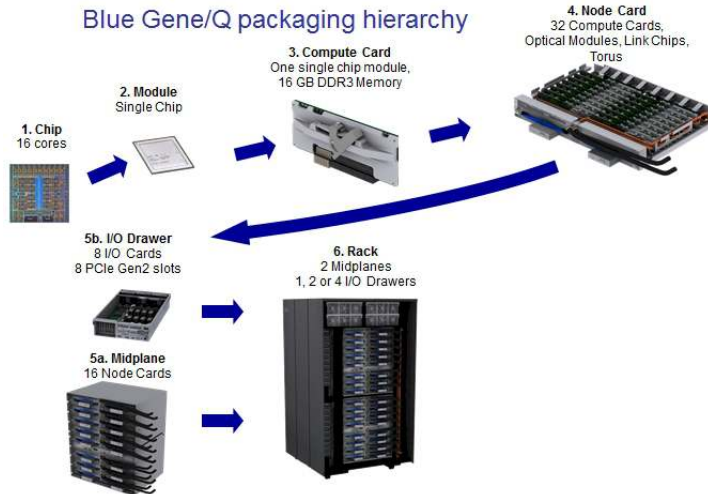 Blue Gene/Q packaging hierarchy
1. Chip
16 cores
2. Module
Single Chip
3. Compute Card
One single chip module,
16 GB DDR3 Memory
4. Node Card
32 Compute Cards,
Optical Modules, Link Chips,
Torus
5b. I/O Drawer
8 I/O Cards
8 PCIe Gen2 slots
5a. Midplane
16 Node Cards
6. Rack
2 Midplanes
1, 2 or 4 I/O Drawers